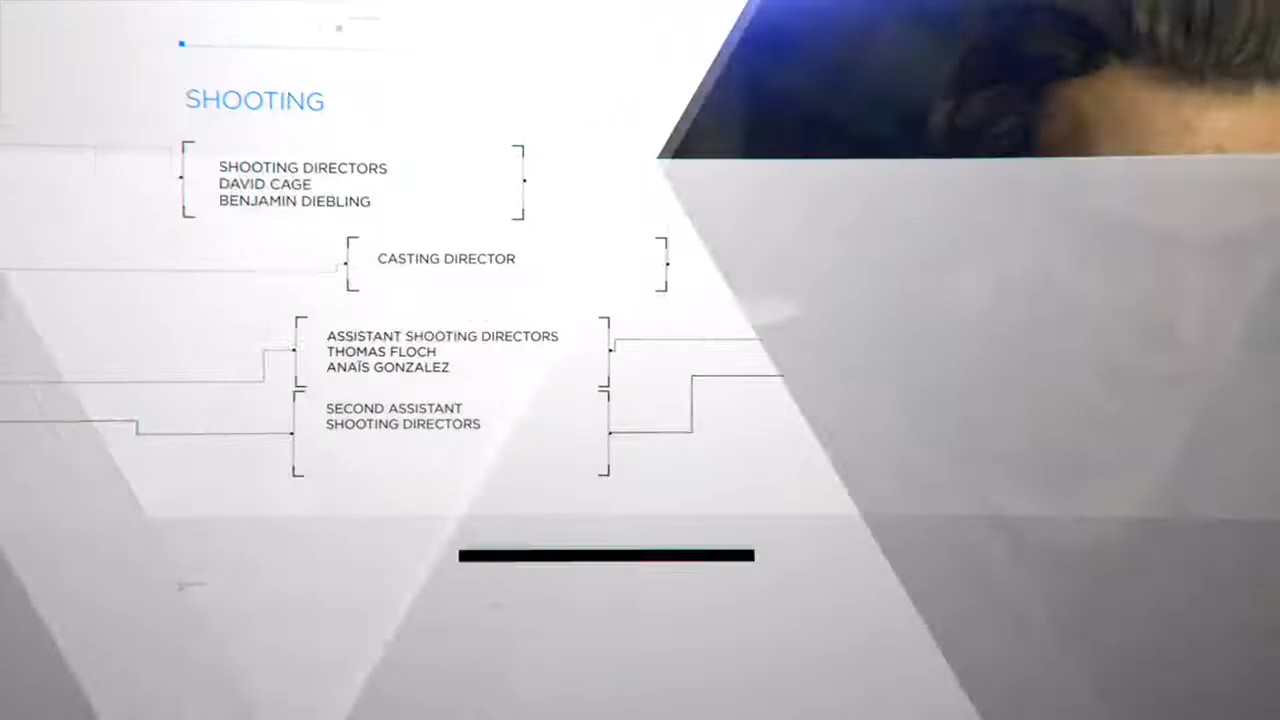 SHOOTING
SHOOTING DIRECTORS
DAVID CAGE
BENJAMIN DIEBLING
CASTING DIRECTOR
ASSISTANT SHOOTING DIRECTORS
THOMAS FLOCH
ANAÏS GONZALEZ
SECOND ASSISTANT
SHOOTING DIRECTORS